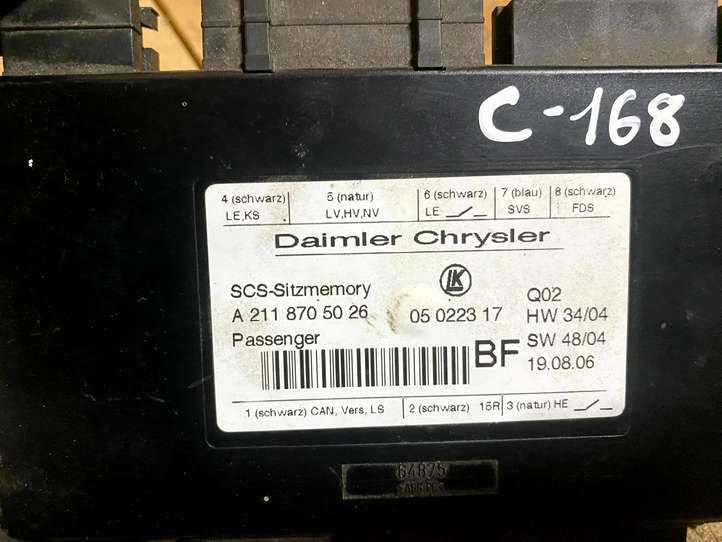 C-168
4 (schwarz) 5 (natur) 6 (schwarz) 7 (blau) 8 (schwarz)
LE,KS LV,HV,NV LE SVS FDS
Daimler Chrysler
LK
SCS-Sitzmemory Q02
A 211 870 50 26 05 0223 17 HW 34/04
Passenger BF SW 48/04
19.08.06
1 (schwarz) CAN, Vers, LS 2 (schwarz) 15R 3 (natur) HE